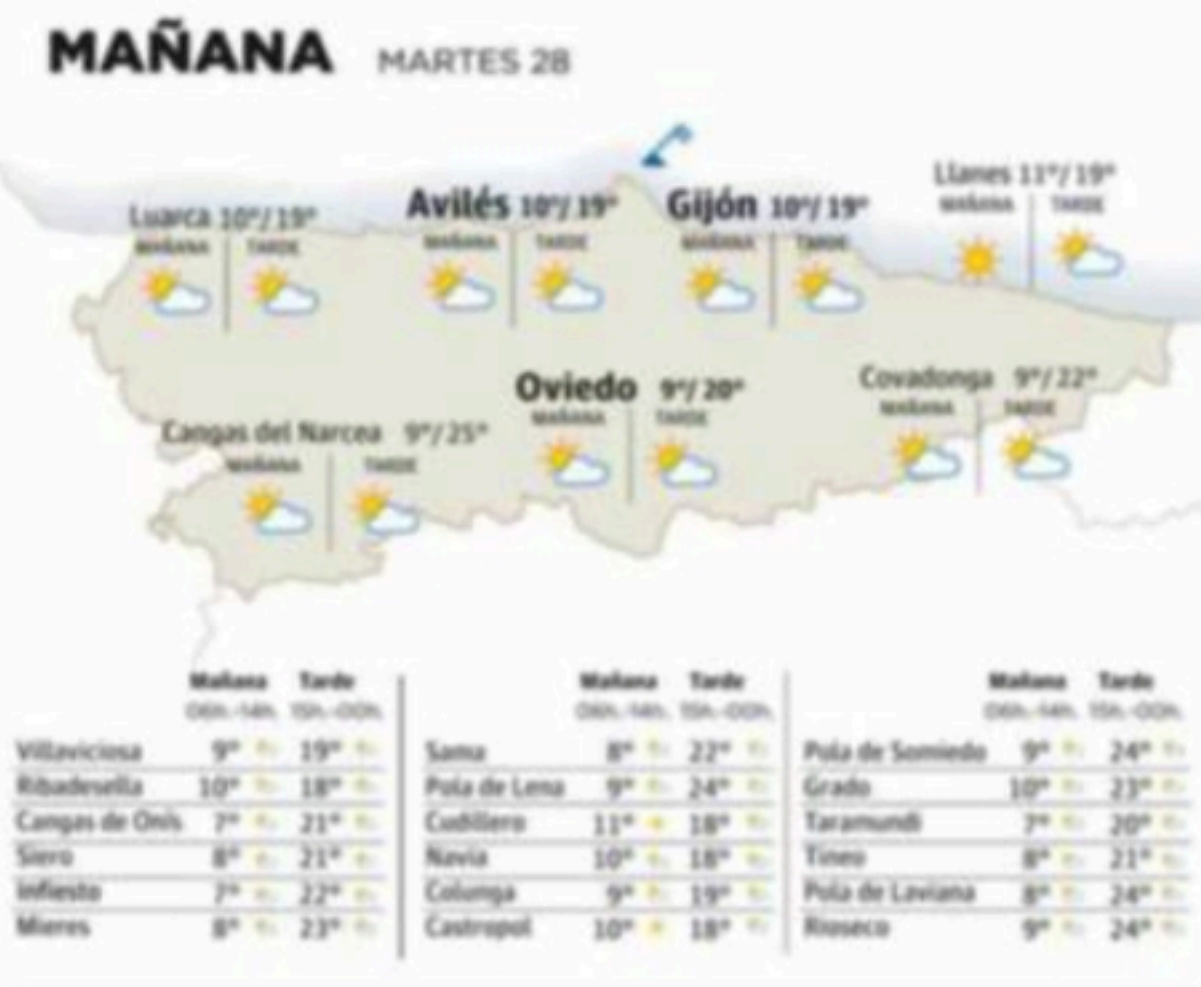 MAÑANA MARTES 28
Llanes 11°/19°
MAÑANA TARDE
Luarca 10°/19°
MAÑANA TARDE
Avilés 10°/19°
MAÑANA TARDE
Gijón 10°/19°
MAÑANA TARDE
Oviedo 9°/20°
MAÑANA TARDE
Covadonga 9°/22°
MAÑANA TARDE
Cangas del Narcea 9°/25°
MAÑANA TARDE
Mañana Tarde
06h.-14h. 15h.-00h.
Villaviciosa 9° 19°
Ribadesella 10° 18°
Cangas de Onís 7° 21°
Siero 8° 21°
Infiesto 7° 22°
Mieres 8° 23°
Mañana Tarde
06h.-14h. 15h.-00h.
Sama 8° 22°
Pola de Lena 9° 24°
Cudillero 11° 18°
Navia 10° 18°
Colunga 9° 19°
Castropol 10° 18°
Mañana Tarde
06h.-14h. 15h.-00h.
Pola de Somiedo 9° 24°
Grado 10° 23°
Taramundi 7° 20°
Tineo 8° 21°
Pola de Laviana 8° 24°
Rioseco 9° 24°